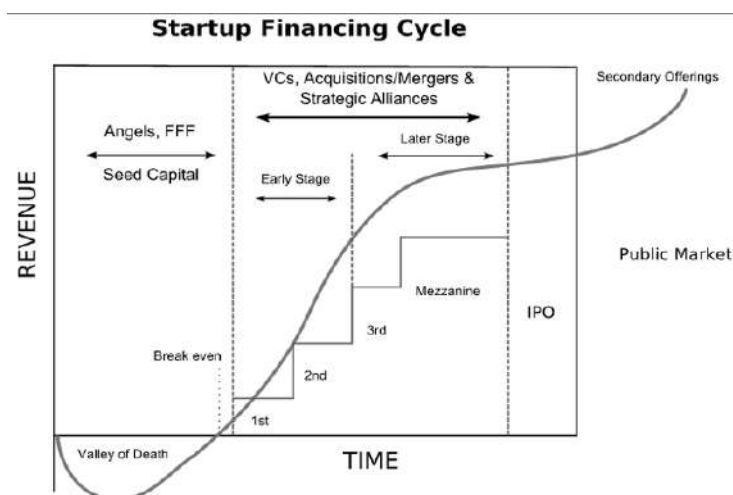 Startup Financing Cycle
VCs, Acquisitions/Mergers &
Strategic Alliances
Secondary Offerings
Angels, FFF
Seed Capital
Later Stage
Early Stage
REVENUE
Public Market
Mezzanine
IPO
3rd
Break even
2nd
1st
Valley of Death
TIME